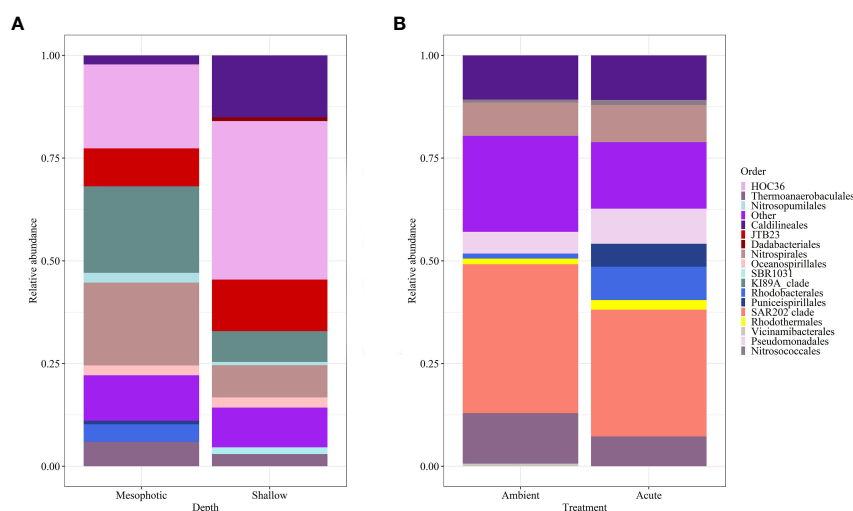 A
B
1.00
0.75
0.50
0.25
0.00
Relative abundance
Mesophotic Shallow
Depth
1.00
0.75
0.50
0.25
0.00
Relative abundance
Ambient Acute
Treatment
Order
HOC36
Thermoanaerobaculales
Nitrosopumilales
Other
Caldilineales
JTB23
Dadabacteriales
Nitrospirales
Oceanospirillales
SBR1031
KI89A_clade
Rhodobacterales
Puniceispirillales
SAR202 clade
Rhodothermales
Vicinamibacterales
Pseudomonadales
Nitrosococcales